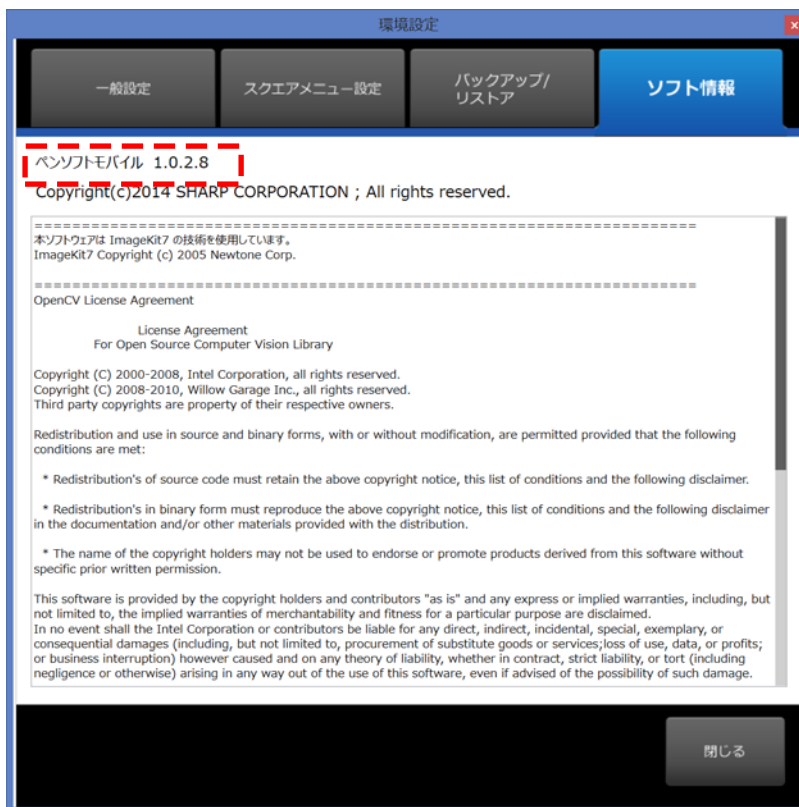 環境設定
×
一般設定
スクエアメニュー設定
バックアップ/
リストア
ソフト情報
ペンソフトモバイル 1.0.2.8
Copyright(c)2014 SHARP CORPORATION ; All rights reserved.
======================================================================
本ソフトウェアは ImageKit7 の技術を使用しています。
ImageKit7 Copyright (c) 2005 Newtone Corp.
======================================================================
OpenCV License Agreement
License Agreement
For Open Source Computer Vision Library
Copyright (C) 2000-2008, Intel Corporation, all rights reserved.
Copyright (C) 2008-2010, Willow Garage Inc., all rights reserved.
Third party copyrights are property of their respective owners.
Redistribution and use in source and binary forms, with or without modification, are permitted provided that the following
conditions are met:
* Redistribution's of source code must retain the above copyright notice, this list of conditions and the following disclaimer.
* Redistribution's in binary form must reproduce the above copyright notice, this list of conditions and the following disclaimer
in the documentation and/or other materials provided with the distribution.
* The name of the copyright holders may not be used to endorse or promote products derived from this software without
specific prior written permission.
This software is provided by the copyright holders and contributors "as is" and any express or implied warranties, including, but
not limited to, the implied warranties of merchantability and fitness for a particular purpose are disclaimed.
In no event shall the Intel Corporation or contributors be liable for any direct, indirect, incidental, special, exemplary, or
consequential damages (including, but not limited to, procurement of substitute goods or services;loss of use, data, or profits;
or business interruption) however caused and on any theory of liability, whether in contract, strict liability, or tort (including
negligence or otherwise) arising in any way out of the use of this software, even if advised of the possibility of such damage.
閉じる